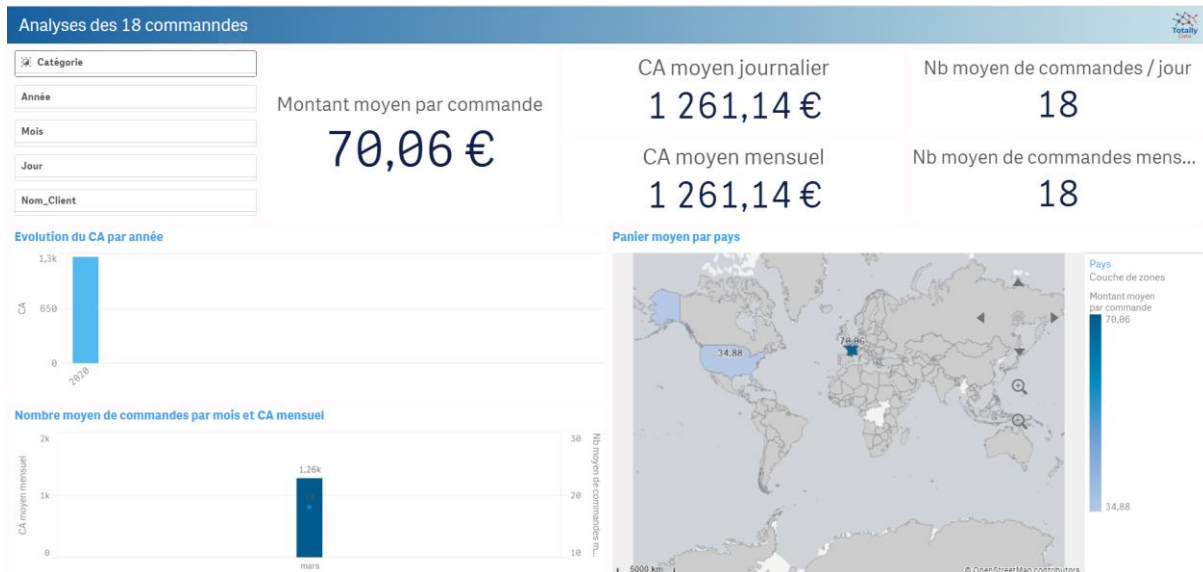 Analyses des 18 commanndes
Totally
Data
Catégorie
Année
Mois
Jour
Nom_Client
Montant moyen par commande
70,06 €
CA moyen journalier
1 261,14 €
Nb moyen de commandes / jour
18
CA moyen mensuel
1 261,14 €
Nb moyen de commandes mens...
18
Evolution du CA par année
1,3k
650
0
CA
2020
Nombre moyen de commandes par mois et CA mensuel
2k
1k
0
CA moyen mensuel
1,26k
18
mars
30
20
10
Nb moyen de commandes m...
Panier moyen par pays
34,88
70,06
5000 km
© OpenStreetMap contributors
Pays
Couche de zones
Montant moyen
par commande
70,06
34,88